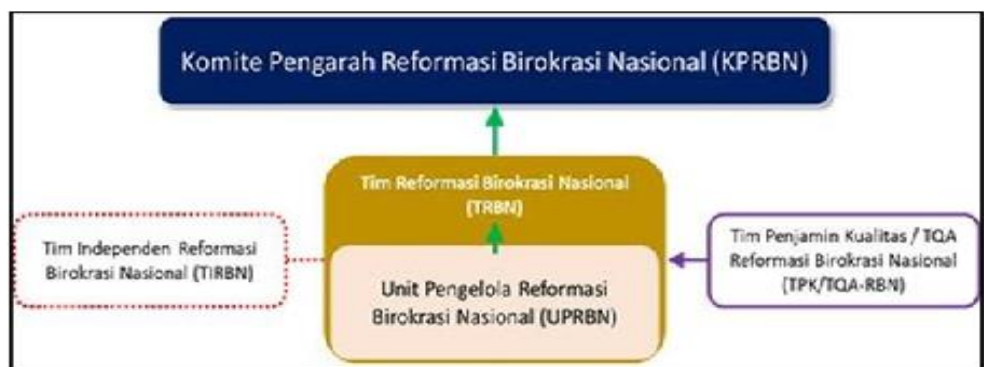 Komite Pengarah Reformasi Birokrasi Nasional (KPRBN)
Tim Reformasi Birokrasi Nasional
(TRBN)
Tim Independen Reformasi
Birokrasi Nasional (TIRBN)
Unit Pengelola Reformasi
Birokrasi Nasional (UPRBN)
Tim Penjamin Kualitas / TQA
Reformasi Birokrasi Nasional
(TPK/TQA-RBN)